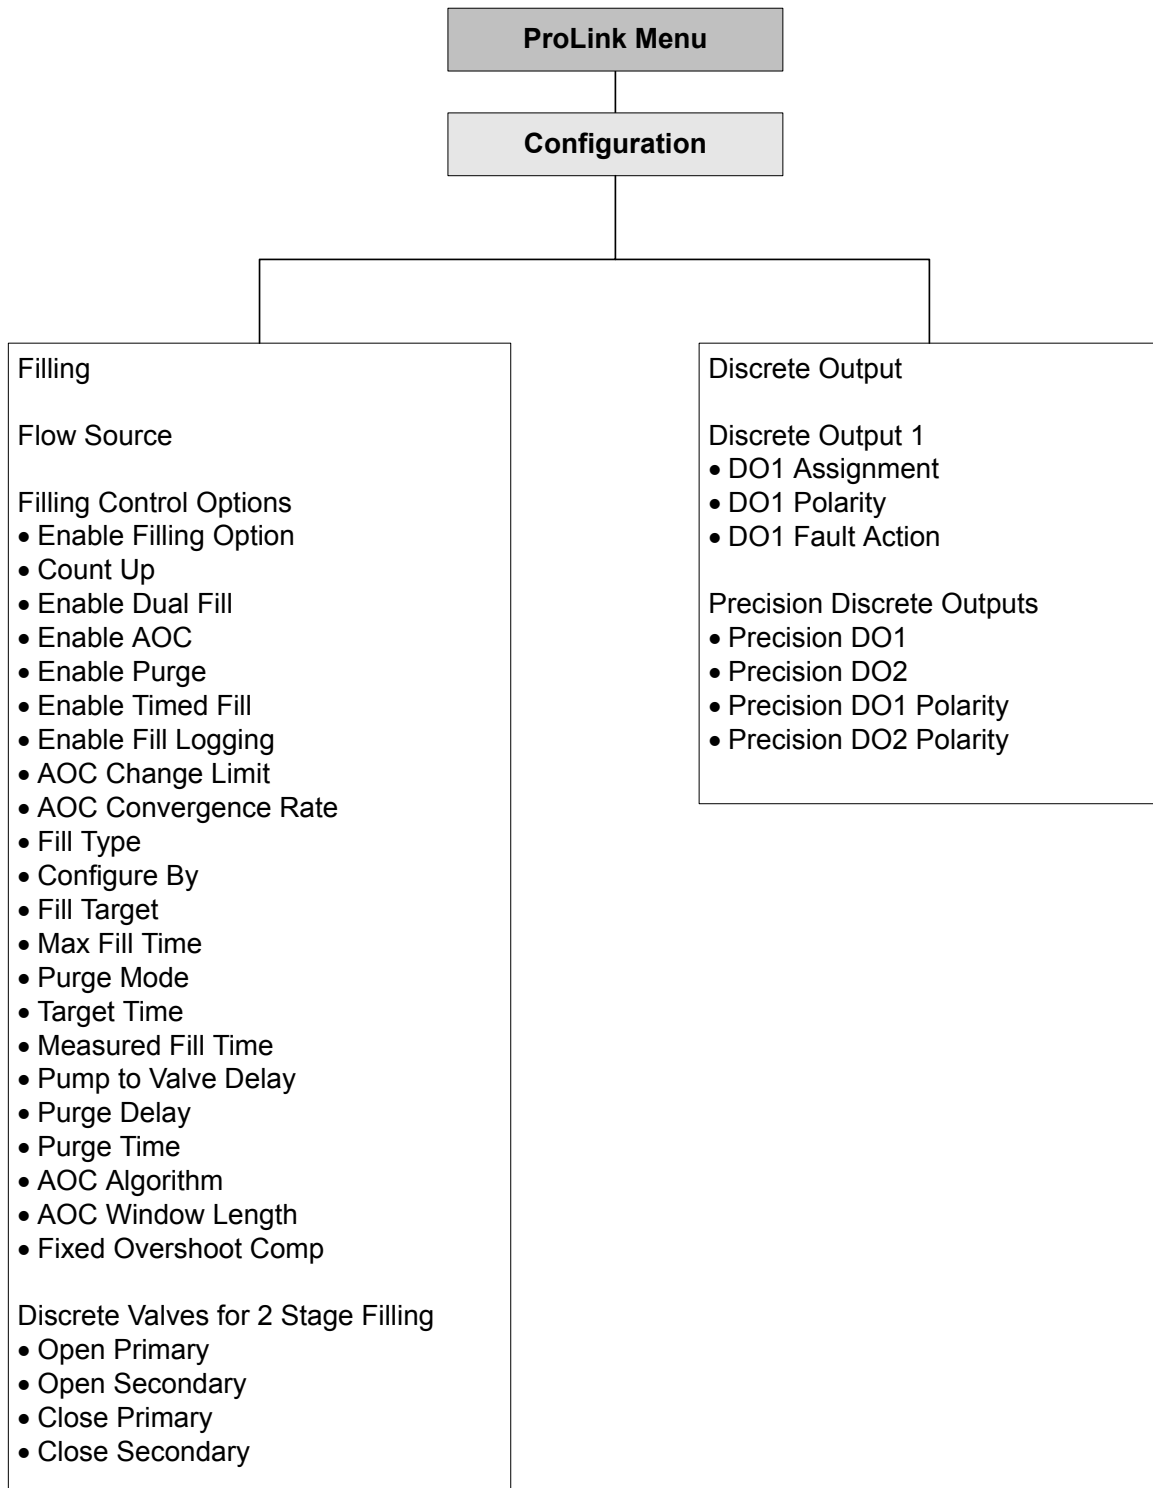 ProLink Menu
Configuration
Filling
Flow Source
Filling Control Options
• Enable Filling Option
• Count Up
• Enable Dual Fill
• Enable AOC
• Enable Purge
• Enable Timed Fill
• Enable Fill Logging
• AOC Change Limit
• AOC Convergence Rate
• Fill Type
• Configure By
• Fill Target
• Max Fill Time
• Purge Mode
• Target Time
• Measured Fill Time
• Pump to Valve Delay
• Purge Delay
• Purge Time
• AOC Algorithm
• AOC Window Length
• Fixed Overshoot Comp
Discrete Valves for 2 Stage Filling
• Open Primary
• Open Secondary
• Close Primary
• Close Secondary
Discrete Output
Discrete Output 1
• DO1 Assignment
• DO1 Polarity
• DO1 Fault Action
Precision Discrete Outputs
• Precision DO1
• Precision DO2
• Precision DO1 Polarity
• Precision DO2 Polarity